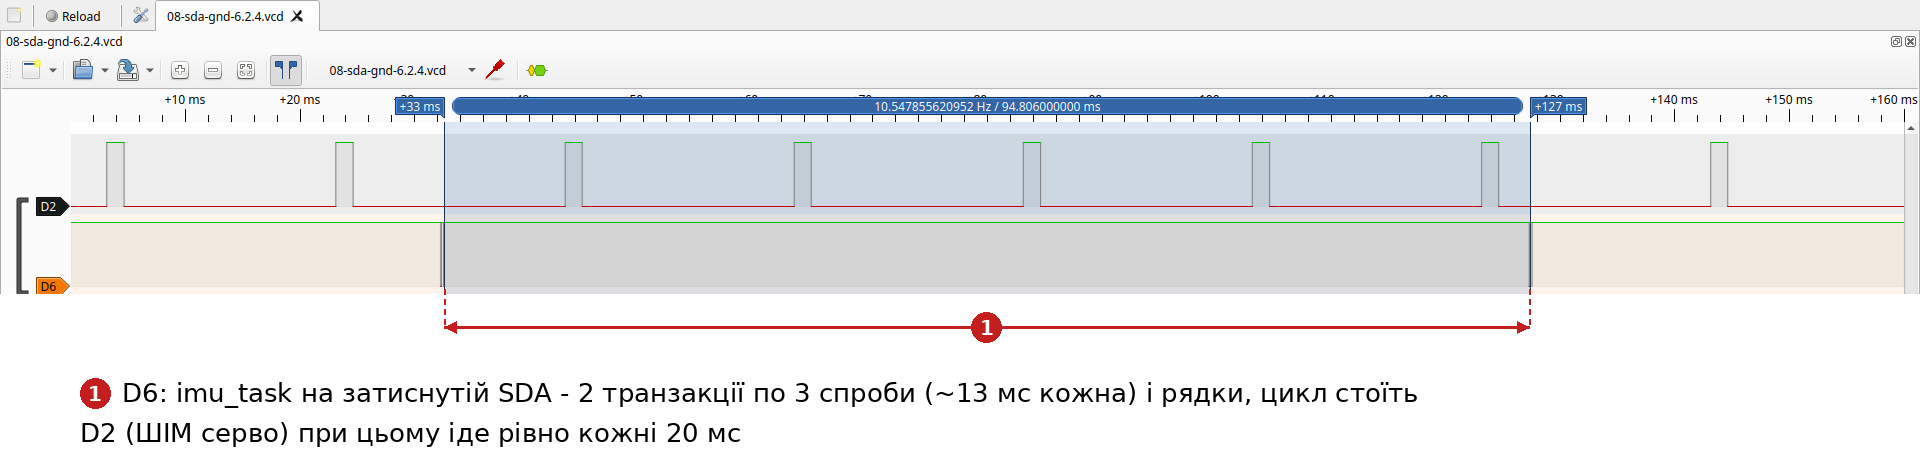 Reload
08-sda-gnd-6.2.4.vcd
08-sda-gnd-6.2.4.vcd
08-sda-gnd-6.2.4.vcd
+10 ms +20 ms +33 ms 10.547855620952 Hz / 94.806000000 ms +127 ms +140 ms +150 ms +160 ms
D2
D6
1
1 D6: imu_task на затиснутій SDA - 2 транзакції по 3 спроби (~13 мс кожна) і рядки, цикл стоїть
D2 (ШІМ серво) при цьому іде рівно кожні 20 мс